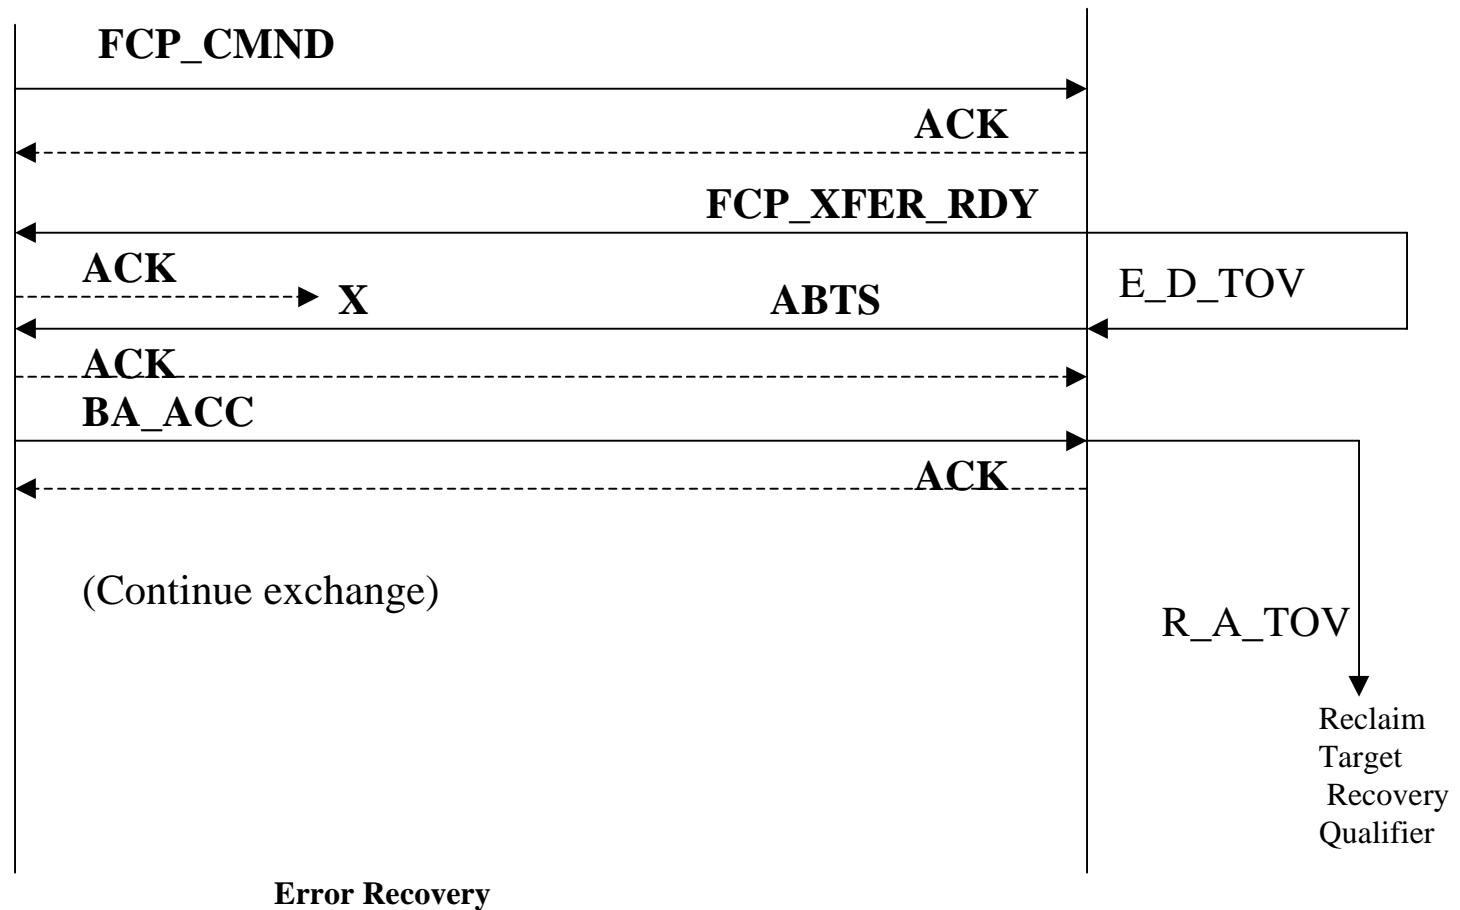 FCP_CMND
ACK
FCP_XFER_RDY
ACK
X
ABTS
E_D_TOV
ACK
BA_ACC
ACK
(Continue exchange)
R_A_TOV
Reclaim
Target
Recovery
Qualifier
Error Recovery